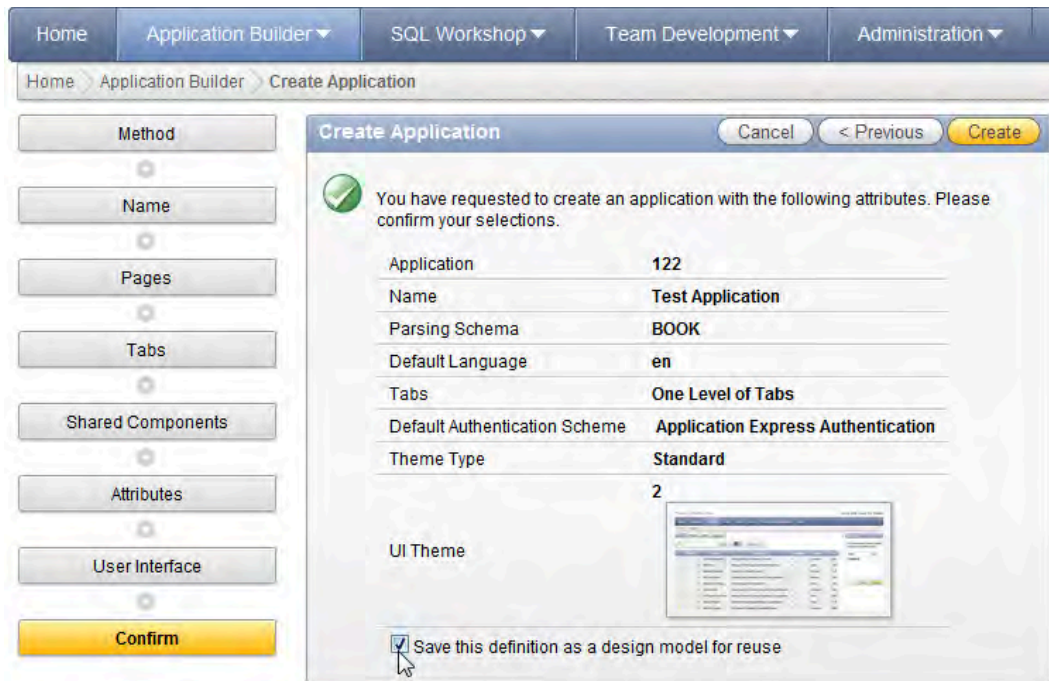 Home Application Builder SQL Workshop Team Development Administration
Home Application Builder Create Application
Method
Name
Pages
Tabs
Shared Components
Attributes
User Interface
Confirm
Create Application Cancel < Previous Create
You have requested to create an application with the following attributes. Please
confirm your selections.
Application 122
Name Test Application
Parsing Schema BOOK
Default Language en
Tabs One Level of Tabs
Default Authentication Scheme Application Express Authentication
Theme Type Standard
2
UI Theme
Save this definition as a design model for reuse